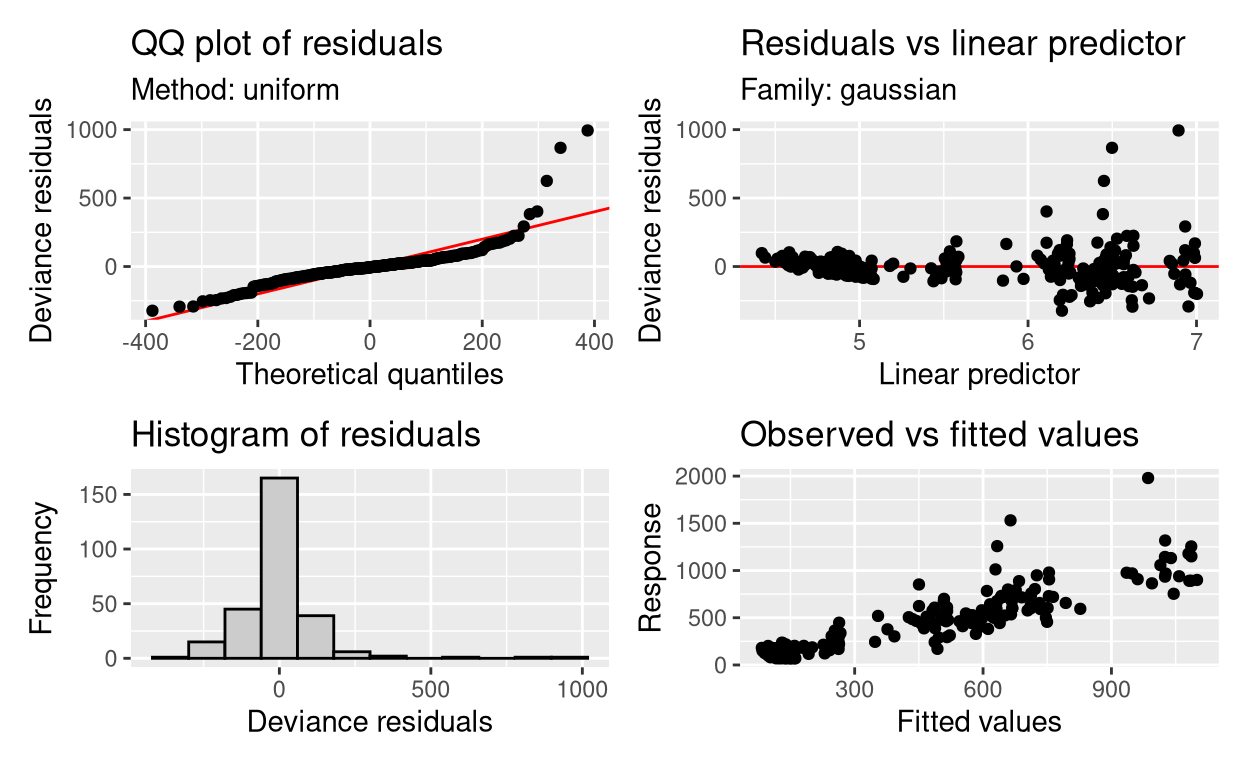 QQ plot of residuals
Method: uniform
Deviance residuals
1000
500
0
-400
-200
0
200
400
Theoretical quantiles
Residuals vs linear predictor
Family: gaussian
Deviance residuals
1000
500
0
5
6
7
Linear predictor
Histogram of residuals
Frequency
150
100
50
0
0
500
1000
Deviance residuals
Observed vs fitted values
Response
2000
1500
1000
500
0
300
600
900
Fitted values